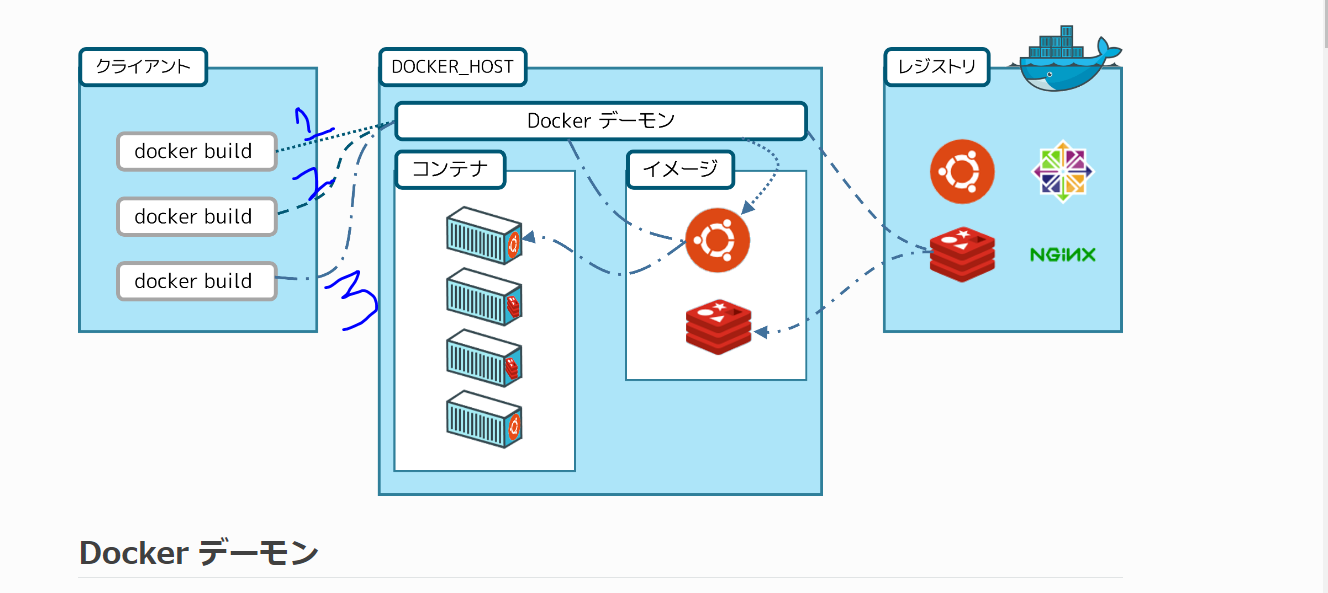 クライアント
DOCKER_HOST
レジストリ
Docker デーモン
docker build
docker build
docker build
コンテナ
イメージ
NGiNX
2
3
Docker デーモン